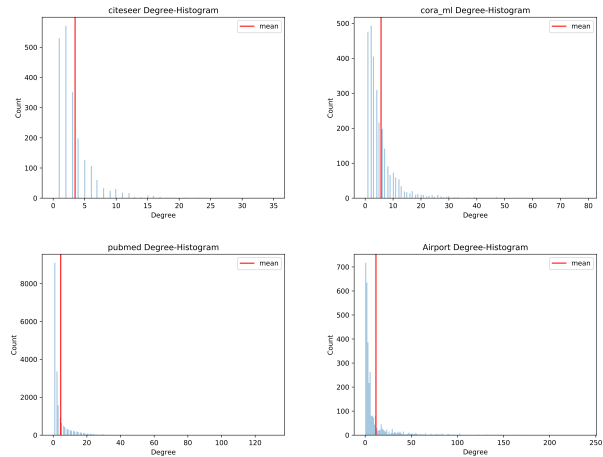 citeseer Degree-Histogram
mean
600
500
400
300
200
100
0
Count
0 5 10 15 20 25 30 35
Degree
cora_ml Degree-Histogram
mean
500
400
300
200
100
0
Count
0 10 20 30 40 50 60 70 80
Degree
pubmed Degree-Histogram
mean
8000
6000
4000
2000
0
Count
0 20 40 60 80 100 120
Degree
Airport Degree-Histogram
mean
700
600
500
400
300
200
100
0
Count
0 50 100 150 200 250
Degree